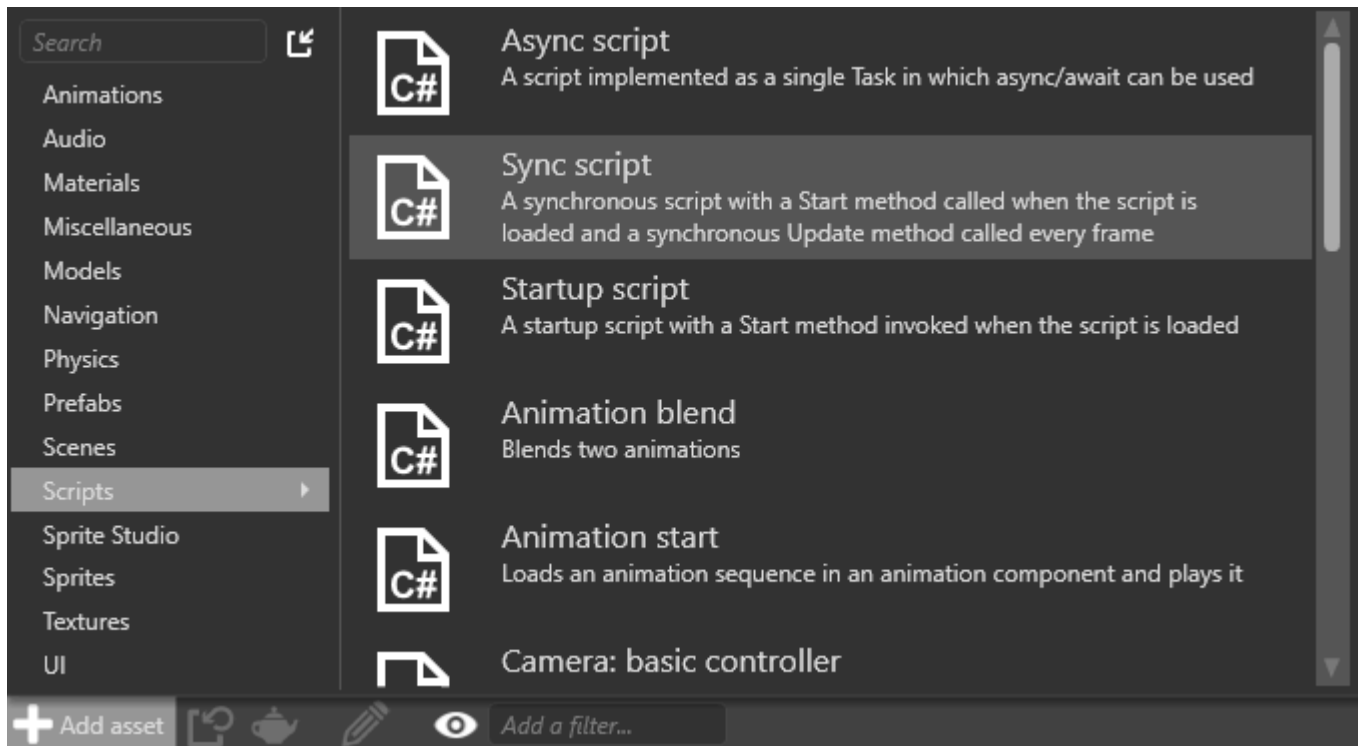 Search
Animations
Audio
Materials
Miscellaneous
Models
Navigation
Physics
Prefabs
Scenes
Scripts
Sprite Studio
Sprites
Textures
UI
C#
Async script
A script implemented as a single Task in which async/await can be used
C#
Sync script
A synchronous script with a Start method called when the script is
loaded and a synchronous Update method called every frame
C#
Startup script
A startup script with a Start method invoked when the script is loaded
C#
Animation blend
Blends two animations
C#
Animation start
Loads an animation sequence in an animation component and plays it
Camera: basic controller
Add asset
Add a filter...